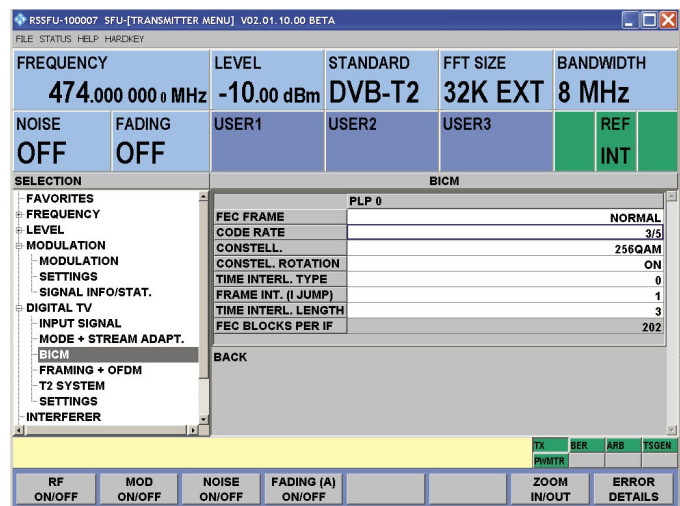 RSSFU-100007 SFU-[TRANSMITTER MENU] V02.01.10.00 BETA
FILE STATUS HELP HARDKEY
FREQUENCY LEVEL STANDARD FFT SIZE BANDWIDTH
474.000 000 0 MHz -10.00 dBm DVB-T2 32K EXT 8 MHz
NOISE FADING USER1 USER2 USER3 REF
OFF OFF INT
SELECTION BICM
FAVORITES
FREQUENCY
LEVEL
MODULATION
MODULATION
SETTINGS
SIGNAL INFO/STAT.
DIGITAL TV
INPUT SIGNAL
MODE + STREAM ADAPT.
BICM
FRAMING + OFDM
T2 SYSTEM
SETTINGS
INTERFERER
PLP 0
FEC FRAME NORMAL
CODE RATE 3/5
CONSTELL. 256QAM
CONSTEL. ROTATION ON
TIME INTERL. TYPE 0
FRAME INT. (I JUMP) 1
TIME INTERL. LENGTH 3
FEC BLOCKS PER IF 202
BACK
TX BER ARB TSGEN
PWMTR
RF ON/OFF MOD ON/OFF NOISE ON/OFF FADING (A) ON/OFF ZOOM IN/OUT ERROR DETAILS